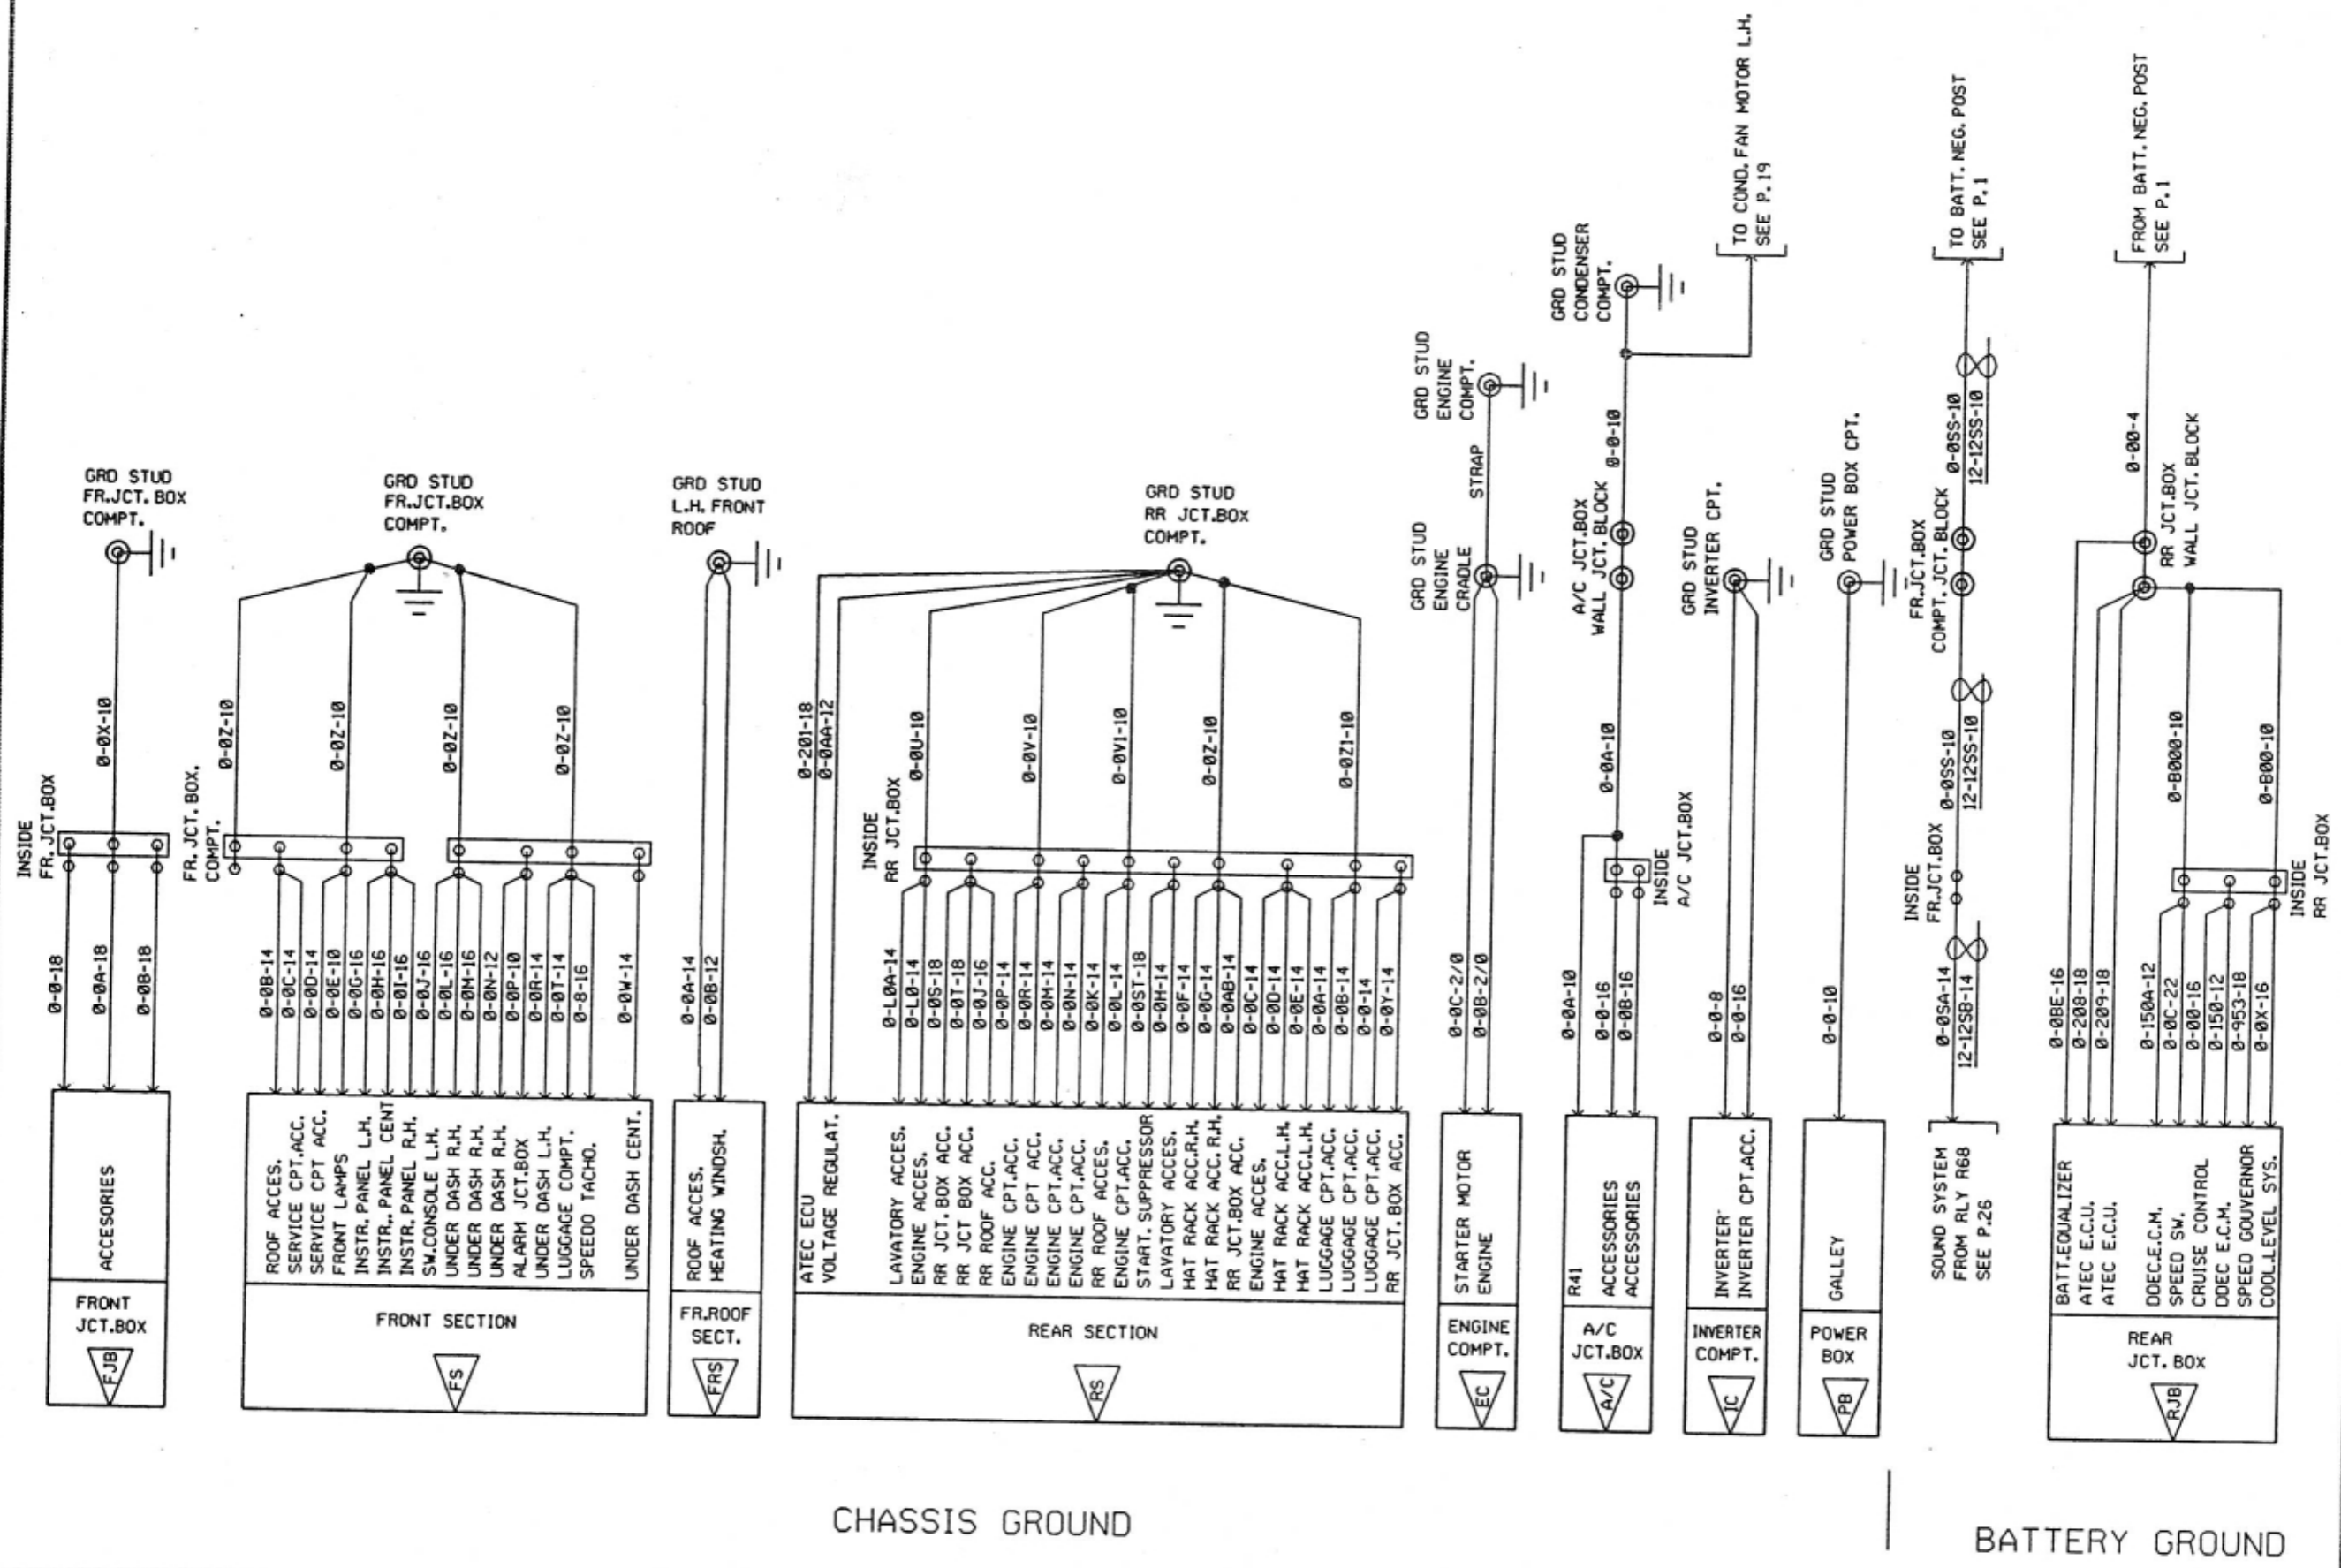 INSIDE
FR.JCT.BOX
GRD STUD
FR.JCT.BOX
COMPT.
0-0X-10
0-0-18
0-0A-18
0-0B-18
ACCESORIES
FRONT
JCT.BOX
FJB
FR.JCT.BOX.
COMPT.
GRD STUD
FR.JCT.BOX
COMPT.
0-0Z-10
0-0Z-10
0-0Z-10
0-0Z-10
0-0B-14
0-0C-14
0-0D-14
0-0E-10
0-0G-16
0-0H-16
0-0I-16
0-0J-16
0-0L-16
0-0M-16
0-0N-12
0-0P-10
0-0R-14
0-0T-14
0-8-16
0-0W-14
ROOF ACCES.
SERVICE CPT.ACC.
SERVICE CPT ACC.
FRONT LAMPS
INSTR.PANEL L.H.
INSTR..PANEL CENT
INSTR.PANEL R.H.
SW.CONSOLE L.H.
UNDER DASH R.H.
UNDER DASH R.H.
UNDER DASH R.H.
ALARM JCT.BOX
UNDER DASH L.H.
LUGGAGE COMPT.
SPEEDO TACHO.
UNDER DASH CENT.
FRONT SECTION
FS
GRD STUD
L.H. FRONT
ROOF
0-0A-14
0-0B-12
ROOF ACES.
HEATING WINDSH.
FR.ROOF
SECT.
FRS
GRD STUD
RR JCT.BOX
COMPT.
0-201-18
0-0AA-12
INSIDE
RR JCT.BOX
0-0U-10
0-0V-10
0-0V1-10
0-0Z-10
0-0Z1-10
0-L0A-14
0-L0-14
0-0S-18
0-0T-18
0-0J-16
0-0P-14
0-0R-14
0-0M-14
0-0N-14
0-0K-14
0-0L-14
0-0ST-18
0-0H-14
0-0F-14
0-0G-14
0-0AB-14
0-0C-14
0-0D-14
0-0E-14
0-0A-14
0-0B-14
0-0-14
0-0Y-14
ATEC ECU
VOLTAGE REGULAT.
LAVATORY ACCES.
ENGINE ACCES.
RR JCT.BOX ACC.
RR JCT BOX ACC.
RR ROOF ACC.
ENGINE CPT.ACC.
ENGINE CPT ACC.
ENGINE CPT.ACC.
ENGINE CPT.ACC.
RR ROOF ACCES.
ENGINE CPT.ACC.
START.SUPPRESSOR
LAVATORY ACCES.
HAT RACK ACC.R.H.
HAT RACK ACC.R.H.
RR JCT.BOX ACC.
ENGINE ACCES.
HAT RACK ACC.L.H.
HAT RACK ACC.L.H.
LUGGAGE CPT.ACC.
LUGGAGE CPT.ACC.
LUGGAGE CPT.ACC.
RR JCT.BOX ACC.
REAR SECTION
RS
GRD STUD
ENGINE
COMPT.
STRAP
GRD STUD
ENGINE
CRADLE
0-0C-2/0
0-0B-2/0
STARTER MOTOR
ENGINE
ENGINE
COMPT.
EC
GRD STUD
CONDENSER
COMPT.
TO COND.FAN MOTOR L.H.
SEE P.19
0-0-10
A/C JCT.BOX
WALL JCT.BLOCK
0-0A-10
INSIDE
A/C JCT.BOX
0-0A-10
0-0-16
0-0B-16
R41
ACCESSORIES
ACCESSORIES
A/C
JCT.BOX
A/C
GRD STUD
INVERTER CPT.
0-0-8
0-0-16
INVERTER
INVERTER CPT.ACC.
INVERTER
COMPT.
IC
GRD STUD
POWER BOX CPT.
0-0-10
GALLEY
POWER
BOX
PB
TO BATT.NEG.POST
SEE P.1
0-0SS-10
12-12SS-10
FR.JCT.BOX
COMPT.JCT.BLOCK
0-0SS-10
12-12SS-10
INSIDE
FR.JCT.BOX
0-0SA-14
12-12SB-14
SOUND SYSTEM
FROM RLY R68
SEE P.26
FROM BATT.NEG.POST
SEE P.1
0-00-4
RR JCT.BOX
WALL JCT.BLOCK
0-B000-10
0-B00-10
INSIDE
RR JCT.BOX
0-0BE-16
0-208-18
0-209-18
0-150A-12
0-0C-22
0-00-16
0-150-12
0-953-18
0-0X-16
BATT.EQUALIZER
ATEC E.C.U.
ATEC E.C.U.
DDEC.E.C.M.
SPEED SW.
CRUISE CONTROL
DDEC E.C.M.
SPEED GOUVERNOR
COOL.LEVEL SYS.
REAR
JCT.BOX
RJB
CHASSIS GROUND
BATTERY GROUND